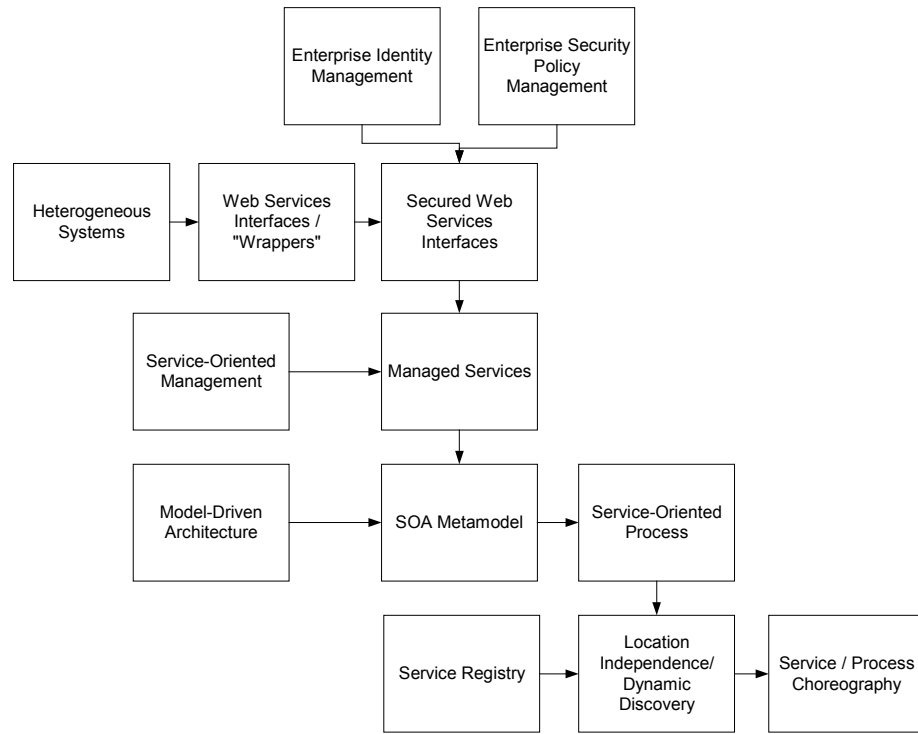 Enterprise Identity
Management
Enterprise Security
Policy
Management
Heterogeneous
Systems
Web Services
Interfaces /
"Wrappers"
Secured Web
Services
Interfaces
Service-Oriented
Management
Managed Services
Model-Driven
Architecture
SOA Metamodel
Service-Oriented
Process
Service Registry
Location
Independence/
Dynamic
Discovery
Service / Process
Choreography